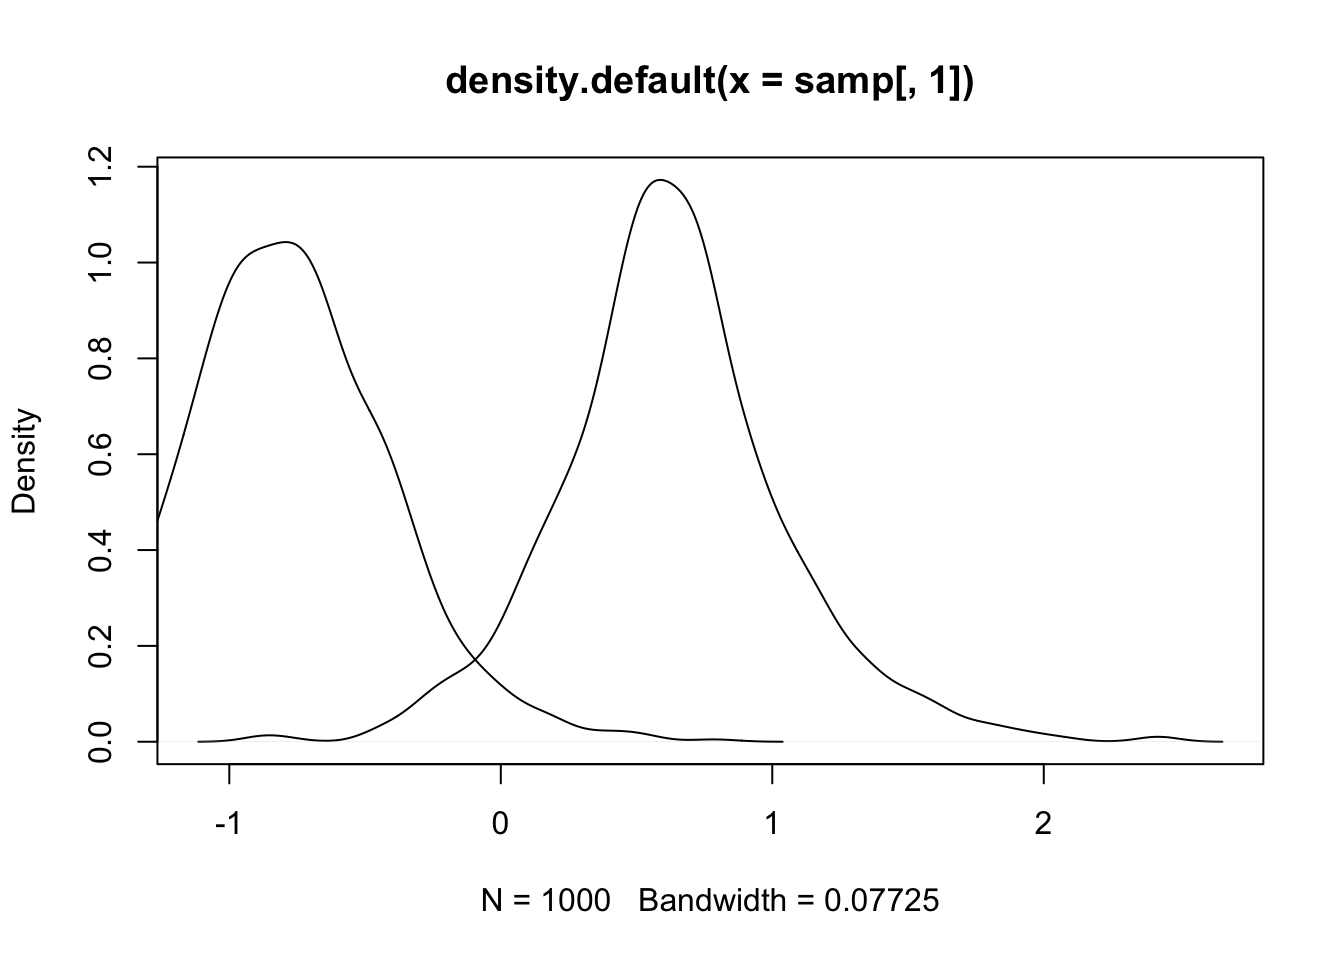 density.default(x = samp[, 1])
Density
1.2
1.0
0.8
0.6
0.4
0.2
0.0
-1 0 1 2
N = 1000 Bandwidth = 0.07725